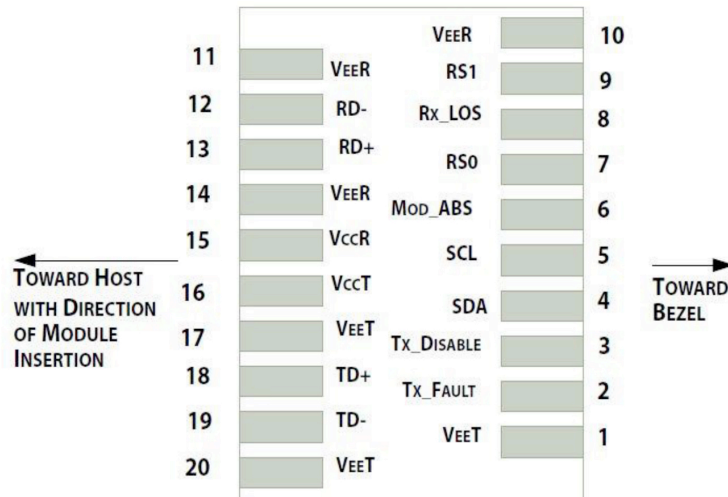 VEER 10
11 VEER
RS1 9
12 RD-
RX_LOS 8
13 RD+
RS0 7
14 VEER
MOD_ABS 6
15 VCCR
SCL 5
TOWARD HOST
WITH DIRECTION
OF MODULE
INSERTION
16 VCCT
SDA 4
TOWARD
BEZEL
17 VEET
TX_DISABLE 3
18 TD+
TX_FAULT 2
19 TD-
VEET 1
20 VEET